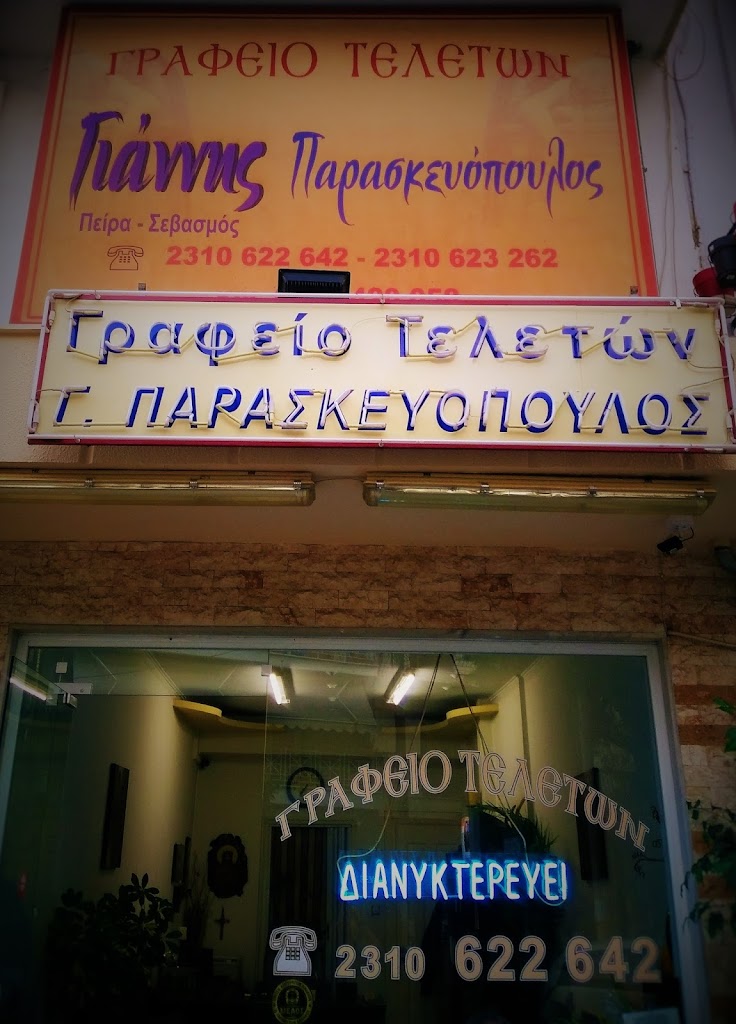 ΓΡΑΦΕΙΟ ΤΕΛΕΤΩΝ
Γιάννης Παρασκευόπουλος
Πείρα - Σεβασμός
2310 622 642 - 2310 623 262
Γραφείο Τελετών
Γ. ΠΑΡΑΣΚΕΥΟΠΟΥΛΟΣ
ΓΡΑΦΕΙΟ ΤΕΛΕΤΩΝ
ΔΙΑΝΥΚΤΕΡΕΥΕΙ
2310 622 642